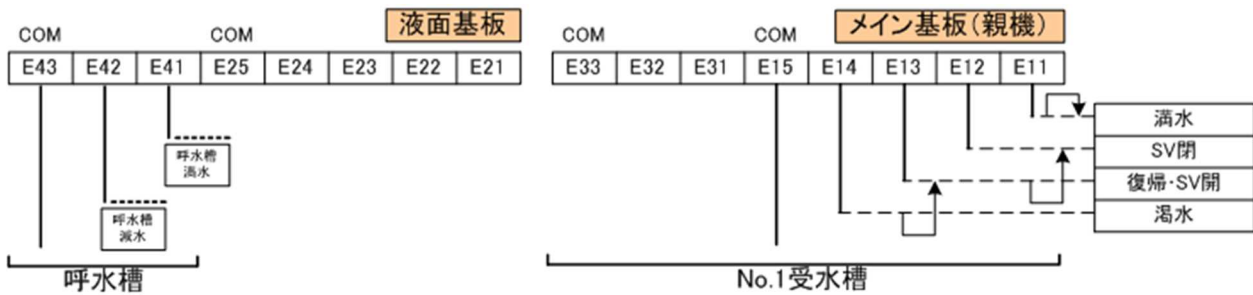 液面基板
COM COM
E43 E42 E41 E25 E24 E23 E22 E21
呼水槽
満水
呼水槽
減水
呼水槽
メイン基板(親機)
COM COM
E33 E32 E31 E15 E14 E13 E12 E11
満水
SV閉
復帰・SV開
渇水
No.1受水槽